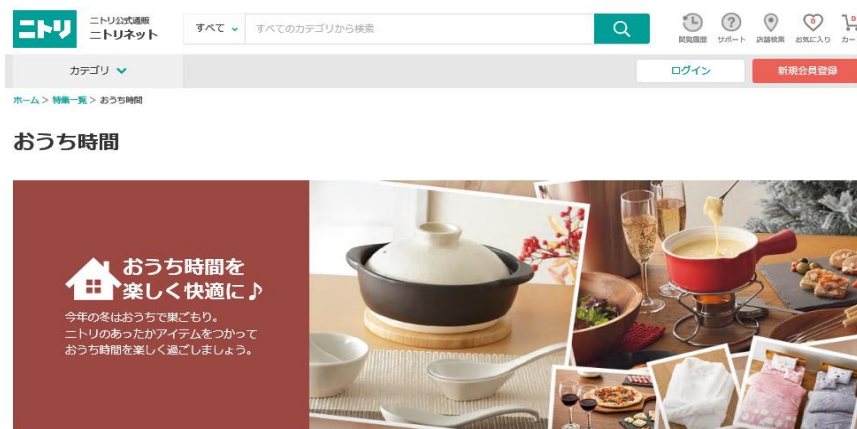 ニトリ
ニトリ公式通販
ニトリネット
すべて
すべてのカテゴリから検索
閲覧履歴
サポート
店舗検索
0
お気に入り
カー
カテゴリ
ログイン
新規会員登録
ホーム > 特集一覧 > おうち時間
おうち時間
おうち時間を
楽しく快適に♪
今年の冬はおうちで巣ごもり。
ニトリのあったかアイテムをつかって
おうち時間を楽しく過ごしましょう。